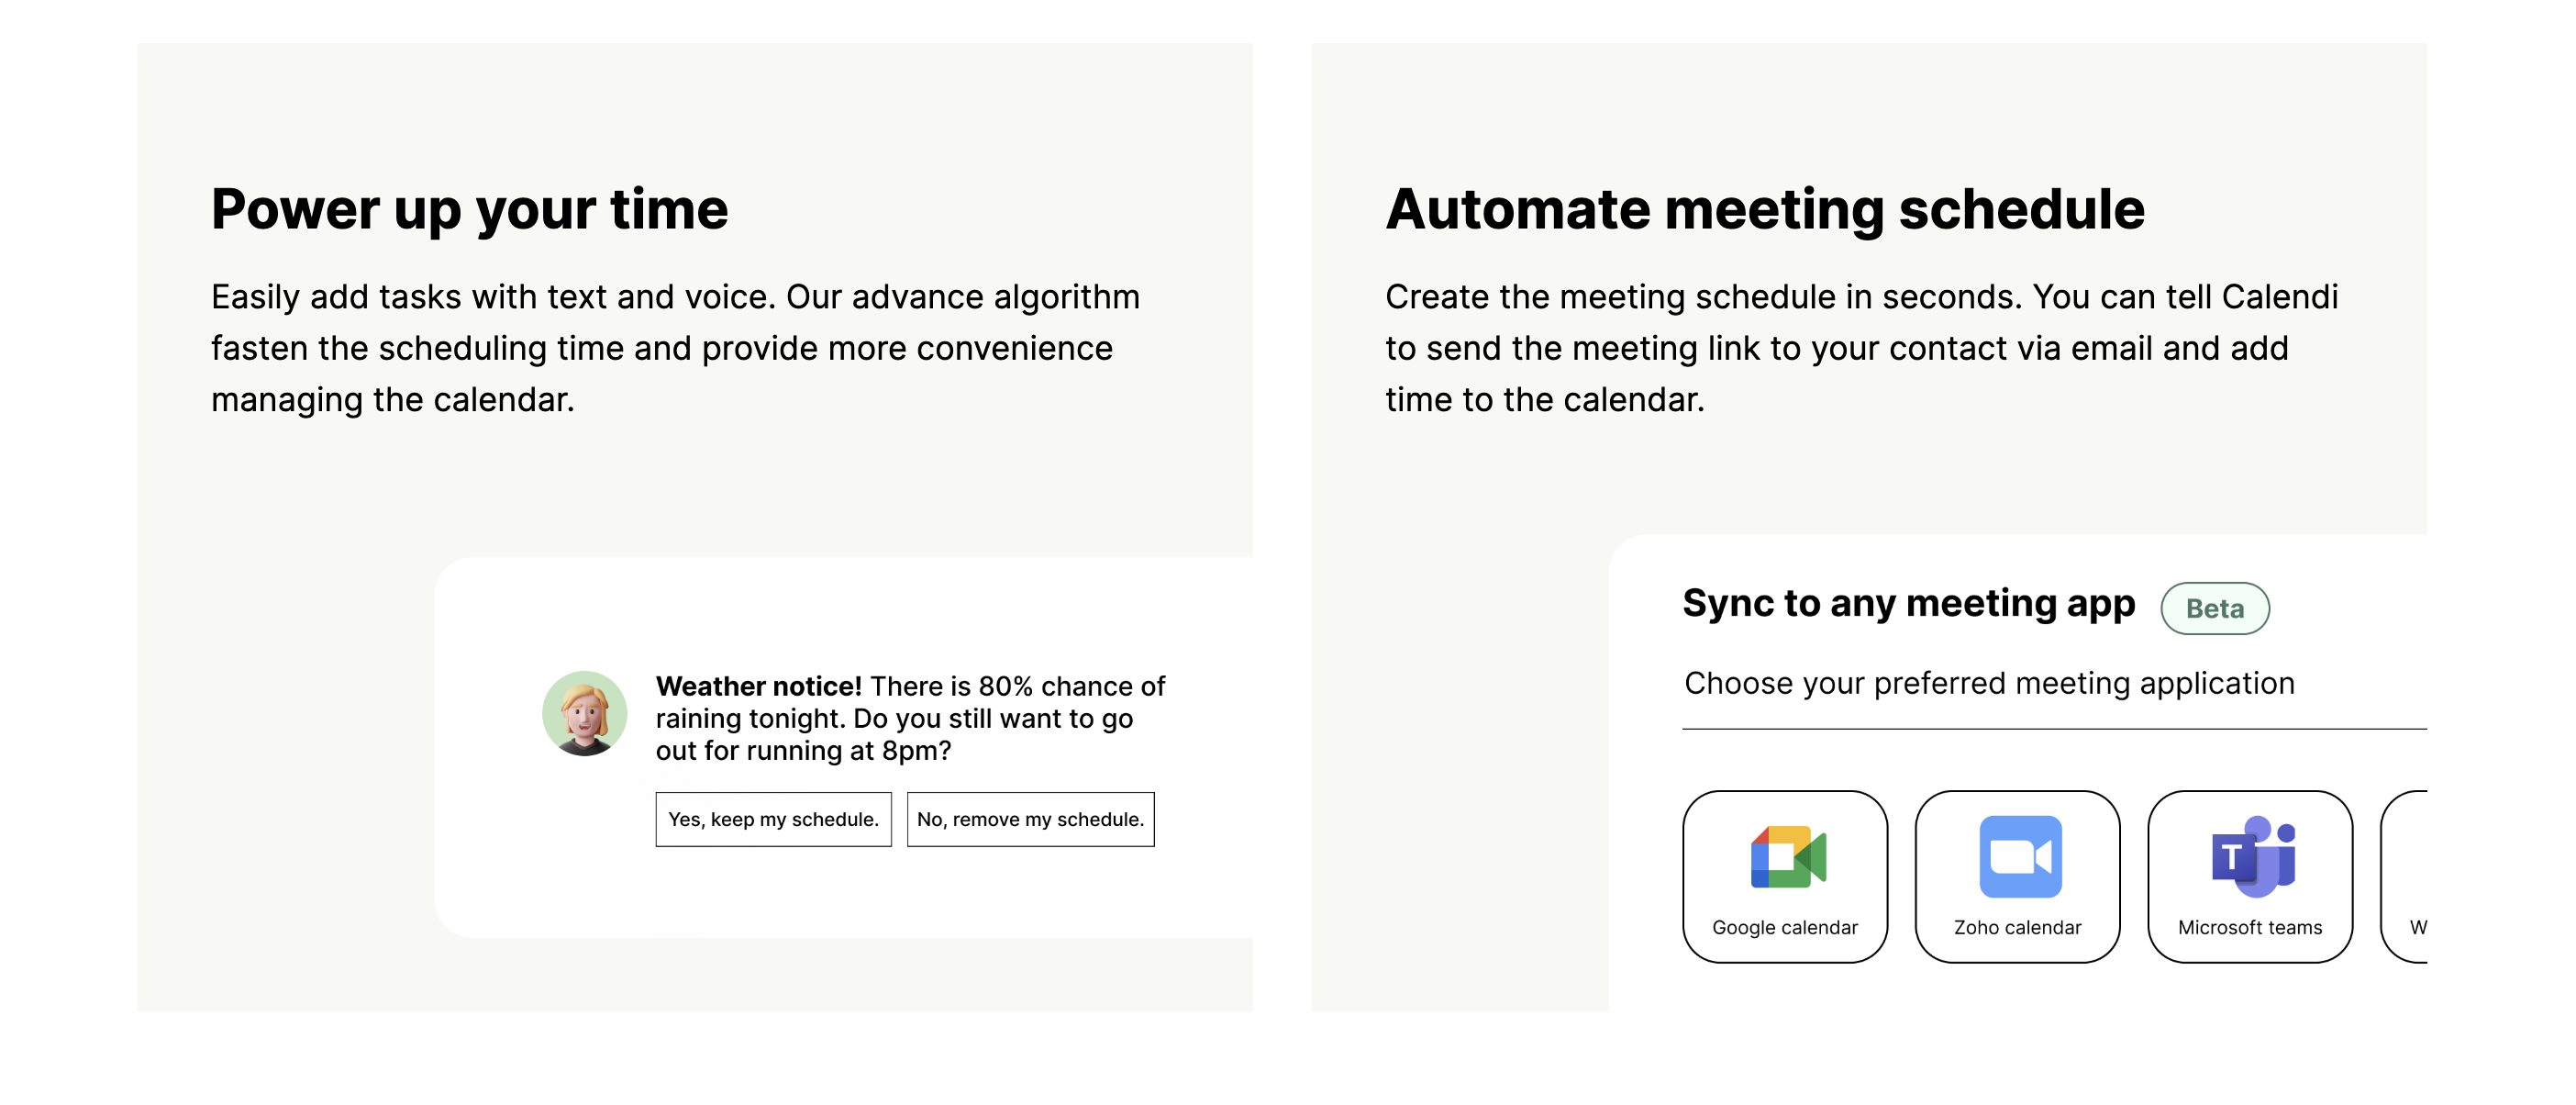 Power up your time
Easily add tasks with text and voice. Our advance algorithm
fasten the scheduling time and provide more convenience
managing the calendar.
Weather notice! There is 80% chance of
raining tonight. Do you still want to go
out for running at 8pm?
Yes, keep my schedule.
No, remove my schedule.
Automate meeting schedule
Create the meeting schedule in seconds. You can tell Calendi
to send the meeting link to your contact via email and add
time to the calendar.
Sync to any meeting app
Beta
Choose your preferred meeting application
T
Google calendar
Zoho calendar
Microsoft teams